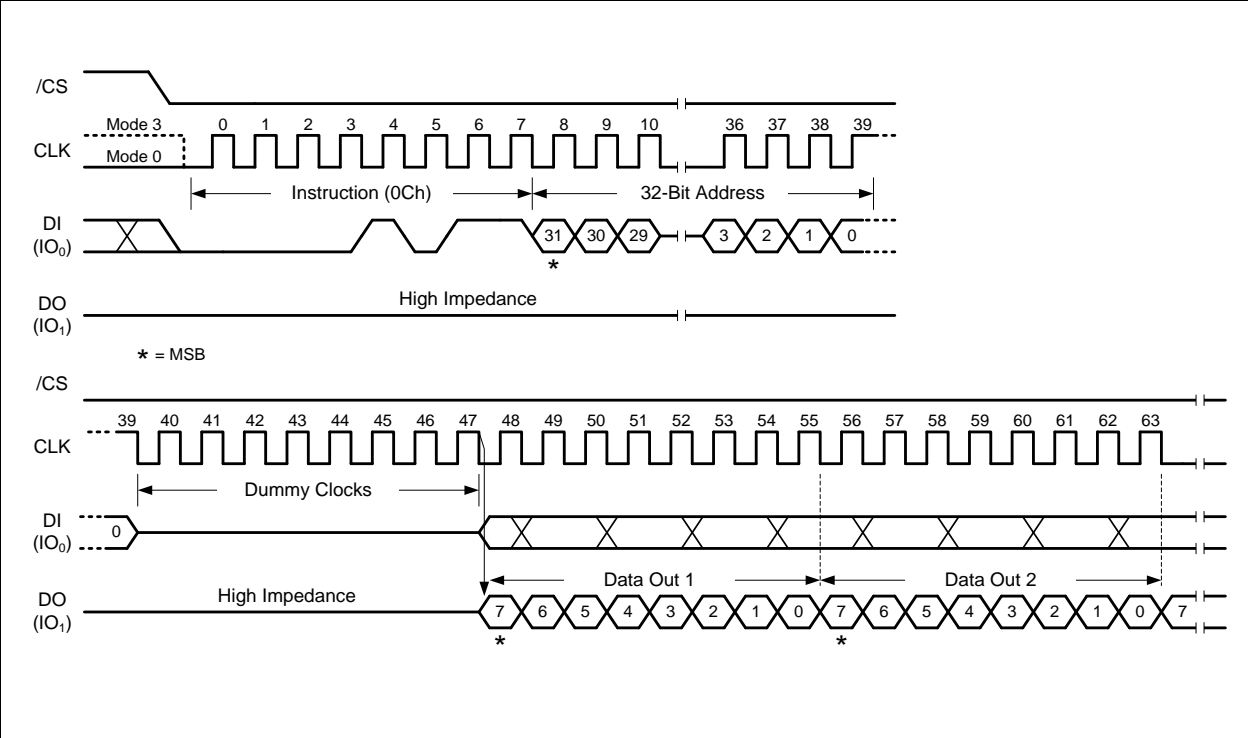 /CS
Mode 3 0 1 2 3 4 5 6 7 8 9 10 36 37 38 39
CLK
Mode 0
Instruction (0Ch) 32-Bit Address
DI
(IO0) 31 30 29 3 2 1 0
*
High Impedance
DO
(IO1)
* = MSB
/CS
39 40 41 42 43 44 45 46 47 48 49 50 51 52 53 54 55 56 57 58 59 60 61 62 63
CLK
Dummy Clocks
DI
(IO0) 0
Data Out 1 Data Out 2
High Impedance
DO
(IO1) 7 6 5 4 3 2 1 0 7 6 5 4 3 2 1 0 7
* *